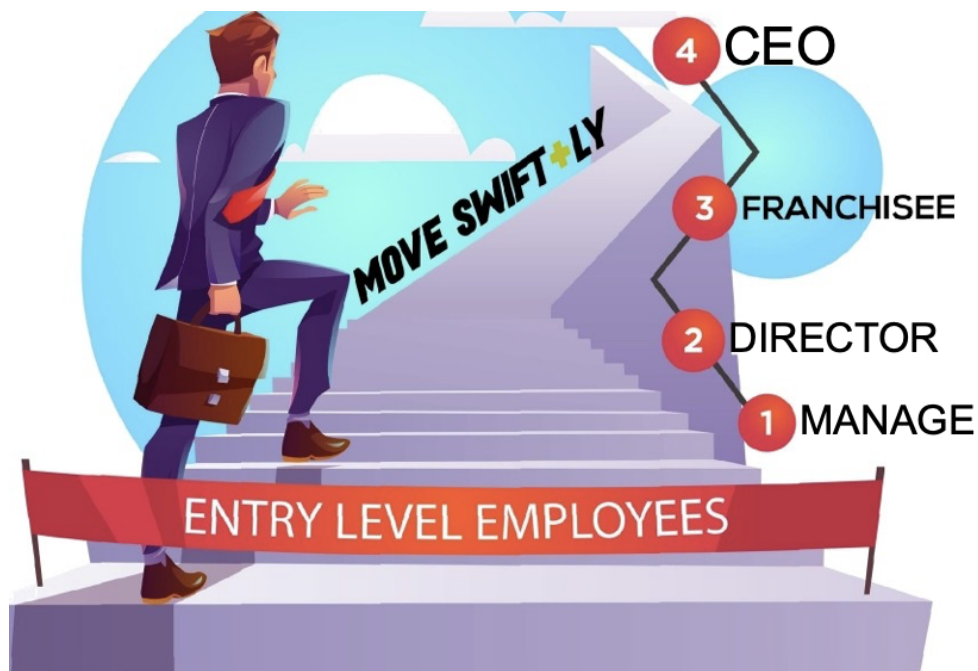 4 CEO
MOVE SWIFT+LY
3 FRANCHISEE
2 DIRECTOR
1 MANAGE
ENTRY LEVEL EMPLOYEES